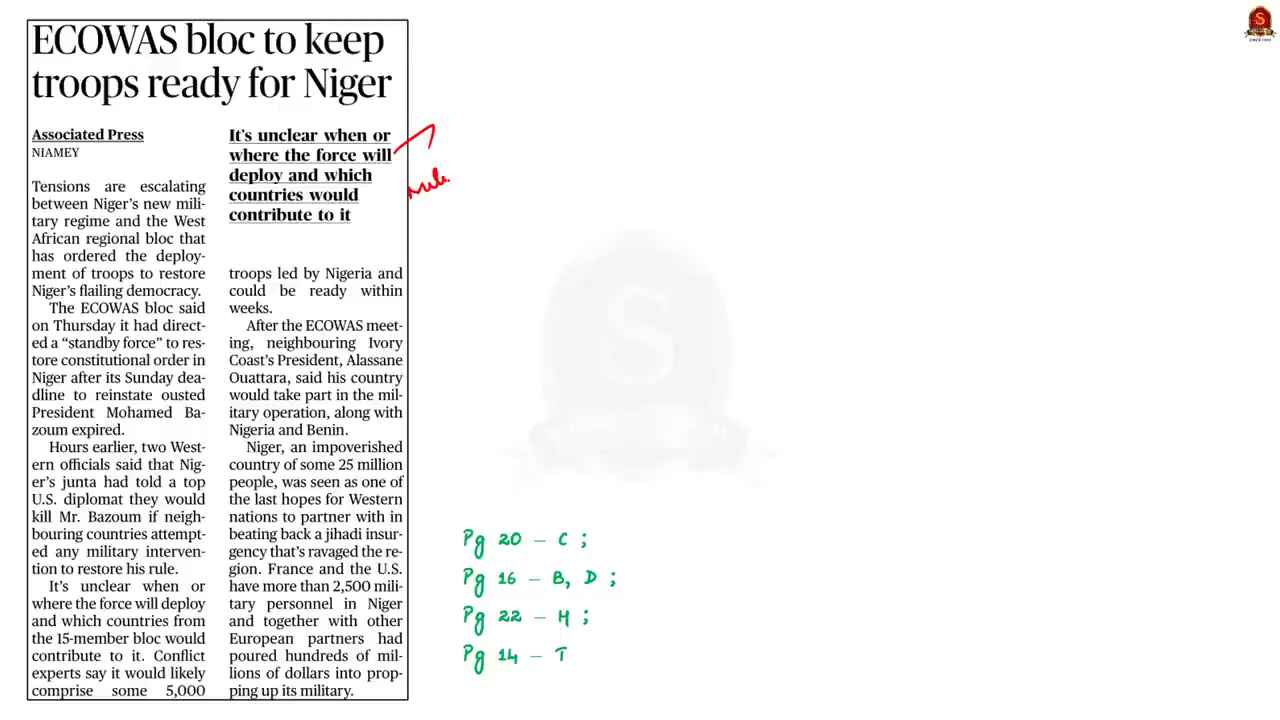 ECOWAS bloc to keep
troops ready for Niger
Associated Press
NIAMEY
Tensions are escalating
between Niger's new mili-
tary regime and the West
African regional bloc that
has ordered the deploy-
ment of troops to restore
Niger's flailing democracy.
The ECOWAS bloc said
on Thursday it had direct-
ed a “standby force” to res-
tore constitutional order in
Niger after its Sunday dea-
dline to reinstate ousted
President Mohamed Ba-
zoum expired.
Hours earlier, two West-
ern officials said that Nig-
er's junta had told a top
U.S. diplomat they would
kill Mr. Bazoum if neigh-
bouring countries attempt-
ed any military interven-
tion to restore his rule.
It's unclear when or
where the force will deploy
and which countries from
the 15-member bloc would
contribute to it. Conflict
experts say it would likely
comprise some 5,000
It's unclear when or
where the force will
deploy and which
countries would
contribute to it
troops led by Nigeria and
could be ready within
weeks.
After the ECOWAS meet-
ing, neighbouring Ivory
Coast's President, Alassane
Ouattara, said his country
would take part in the mil-
itary operation, along with
Nigeria and Benin.
Niger, an impoverished
country of some 25 million
people, was seen as one of
the last hopes for Western
nations to partner with in
beating back a jihadi insur-
gency that's ravaged the re-
gion. France and the U.S.
have more than 2,500 mili-
tary personnel in Niger
and together with other
European partners had
poured hundreds of mil-
lions of dollars into prop-
ping up its military.
Pg 20 - C ;
Pg 16 - B, D ;
Pg 22 - H ;
Pg 14 - T
S
S